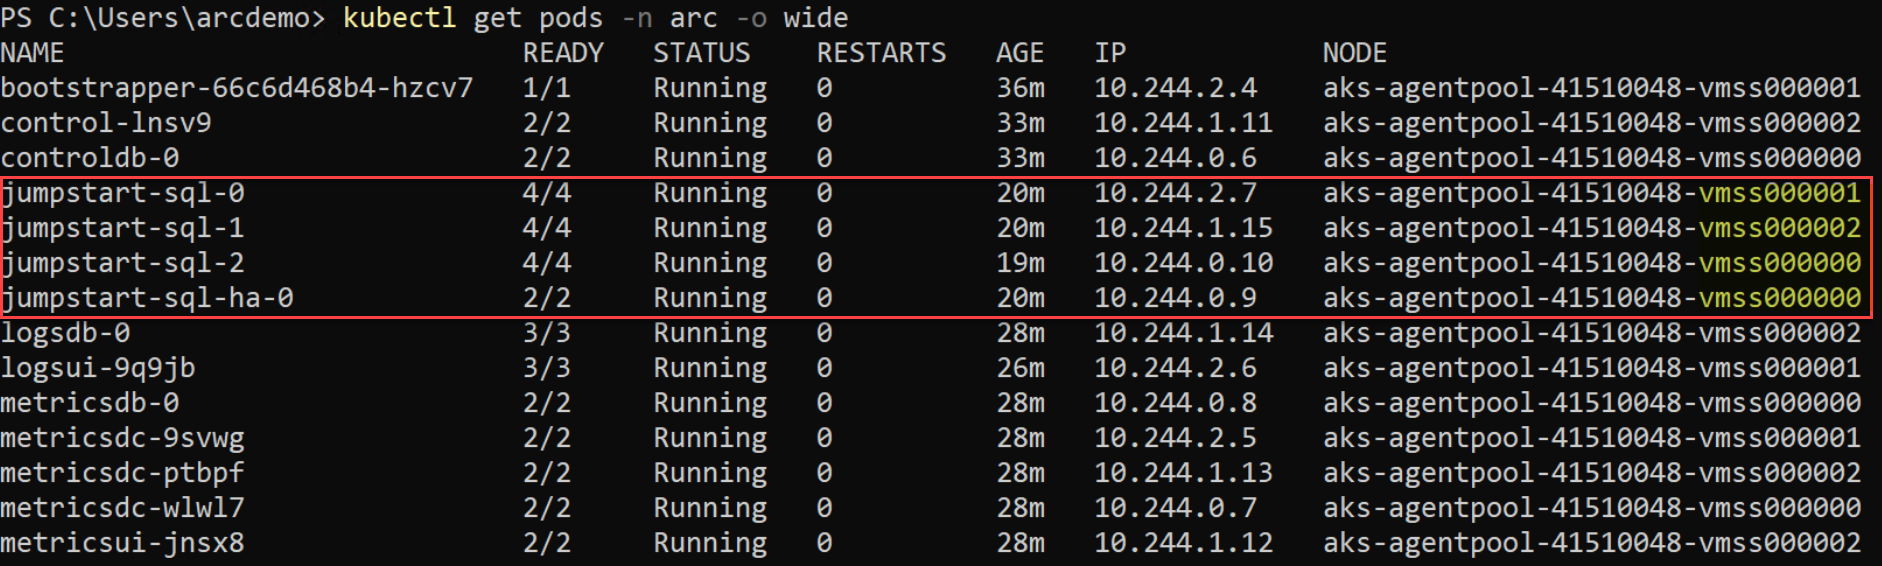 PS C:\Users\arcdemo> kubectl get pods -n arc -o wide
NAME READY STATUS RESTARTS AGE IP NODE
bootstrapper-66c6d468b4-hzcv7 1/1 Running 0 36m 10.244.2.4 aks-agentpool-41510048-vmss000001
control-lnsv9 2/2 Running 0 33m 10.244.1.11 aks-agentpool-41510048-vmss000002
controldb-0 2/2 Running 0 33m 10.244.0.6 aks-agentpool-41510048-vmss000000
jumpstart-sql-0 4/4 Running 0 20m 10.244.2.7 aks-agentpool-41510048-vmss000001
jumpstart-sql-1 4/4 Running 0 20m 10.244.1.15 aks-agentpool-41510048-vmss000002
jumpstart-sql-2 4/4 Running 0 19m 10.244.0.10 aks-agentpool-41510048-vmss000000
jumpstart-sql-ha-0 2/2 Running 0 20m 10.244.0.9 aks-agentpool-41510048-vmss000000
logsdb-0 3/3 Running 0 28m 10.244.1.14 aks-agentpool-41510048-vmss000002
logsui-9q9jb 3/3 Running 0 26m 10.244.2.6 aks-agentpool-41510048-vmss000001
metricsdb-0 2/2 Running 0 28m 10.244.0.8 aks-agentpool-41510048-vmss000000
metricsdc-9svwg 2/2 Running 0 28m 10.244.2.5 aks-agentpool-41510048-vmss000001
metricsdc-ptbpf 2/2 Running 0 28m 10.244.1.13 aks-agentpool-41510048-vmss000002
metricsdc-wlwl7 2/2 Running 0 28m 10.244.0.7 aks-agentpool-41510048-vmss000000
metricsui-jnsx8 2/2 Running 0 28m 10.244.1.12 aks-agentpool-41510048-vmss000002